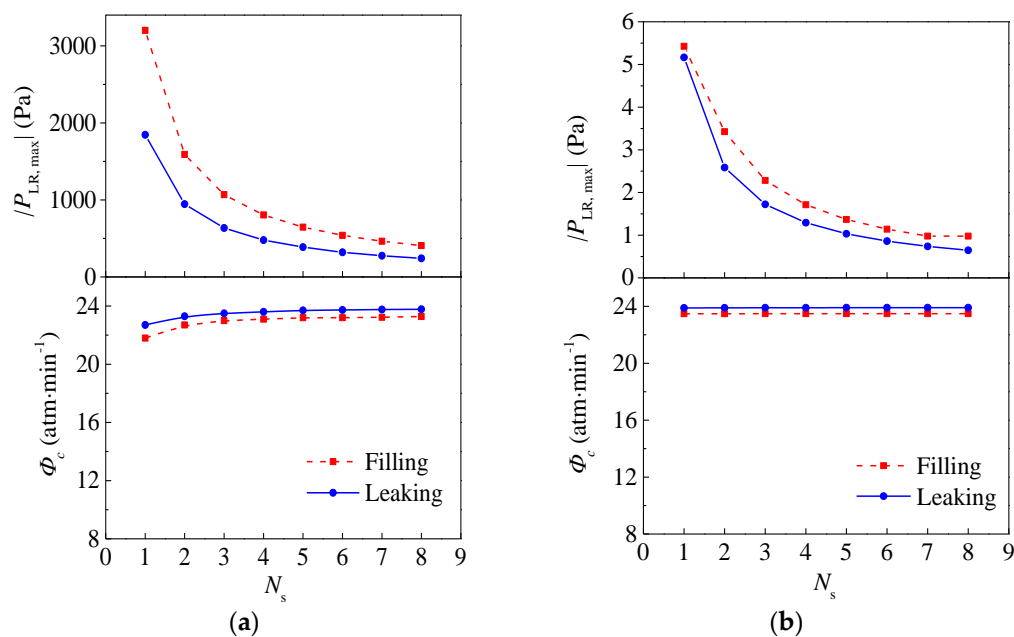 |P_LR, max| (Pa)
3000
2000
1000
0
Φ_c (atm·min⁻¹)
24
20
16
12
8
Filling
Leaking
0 1 2 3 4 5 6 7 8 9
N_s
(a)
|P_LR, max| (Pa)
6
5
4
3
2
1
0
Φ_c (atm·min⁻¹)
24
20
16
12
8
Filling
Leaking
0 1 2 3 4 5 6 7 8 9
N_s
(b)